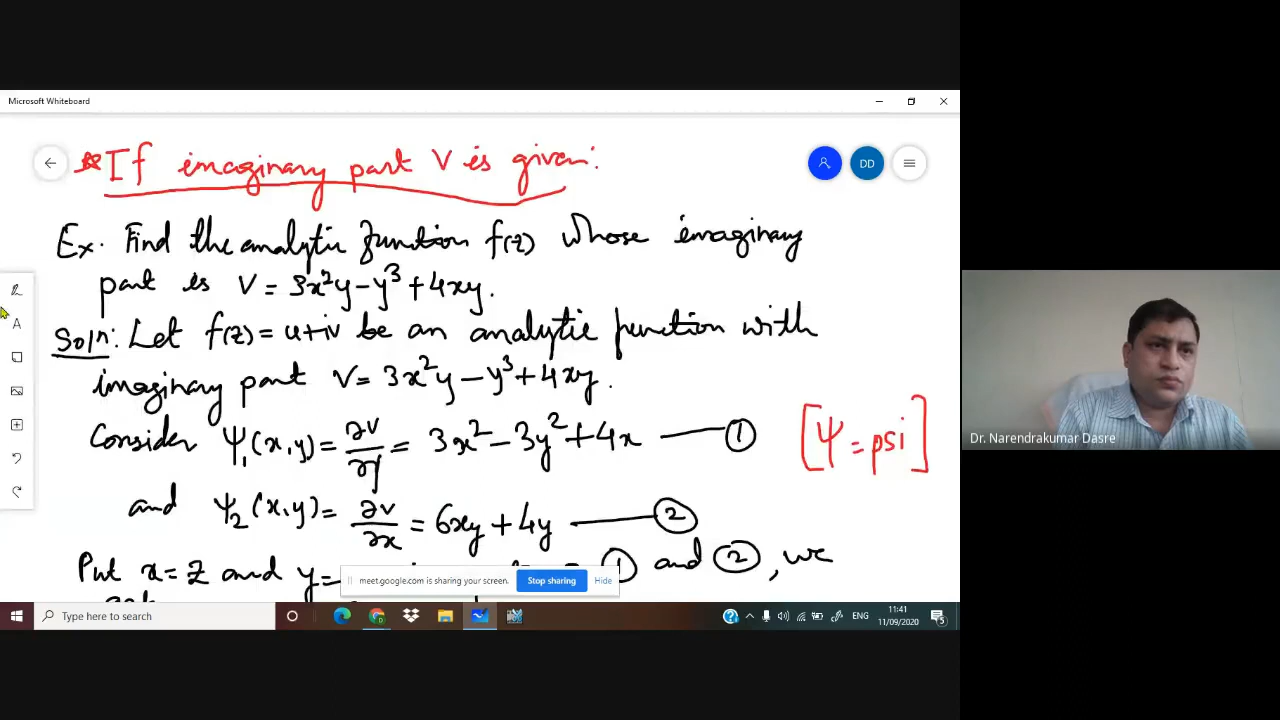 Microsoft Whiteboard
If imaginary part V is given:
DD
Ex. Find the analytic function f(z) whose imaginary
part is V = 3x²y - y³ + 4xy.
Soln: Let f(z) = u+iv be an analytic function with
imaginary part V = 3x²y - y³ + 4xy.
Consider Ψ₁(x,y) = ∂V/∂y = 3x² - 3y² + 4x — ①
[Ψ = psi]
Dr. Narendrakumar Dasre
and Ψ₂(x,y) = ∂V/∂x = 6xy + 4y — ②
Put x = z and y = ① and ②, we
meet.google.com is sharing your screen. Stop sharing Hide
Type here to search
ENG
11:41
11/09/2020
5